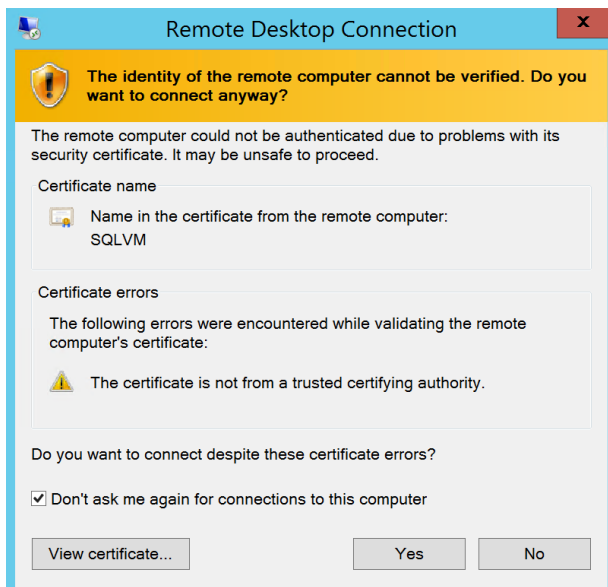 Remote Desktop Connection
x
The identity of the remote computer cannot be verified. Do you
want to connect anyway?
The remote computer could not be authenticated due to problems with its
security certificate. It may be unsafe to proceed.
Certificate name
Name in the certificate from the remote computer:
SQLVM
Certificate errors
The following errors were encountered while validating the remote
computer's certificate:
The certificate is not from a trusted certifying authority.
Do you want to connect despite these certificate errors?
Don't ask me again for connections to this computer
View certificate...
Yes
No